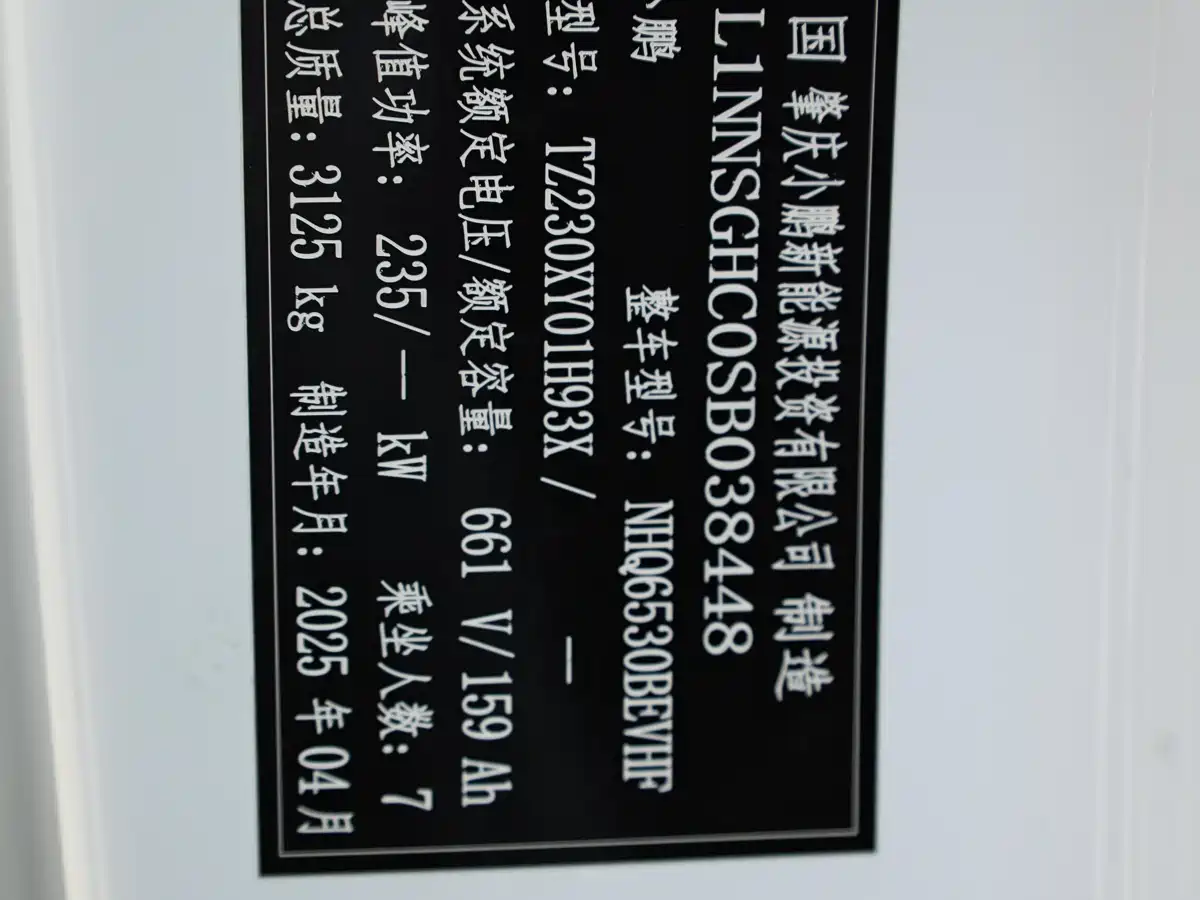 国 肇庆小鹏新能源投资有限公司 制造
L1NNSGHC0SB038448
小鹏 整车型号: NHQ6530BEVHF
型号: TZ230XY01H93X / —
系统额定电压/额定容量: 661 V/159 Ah
峰值功率: 235/ — kW 乘坐人数: 7
总质量: 3125 kg 制造年月: 2025 年 04 月